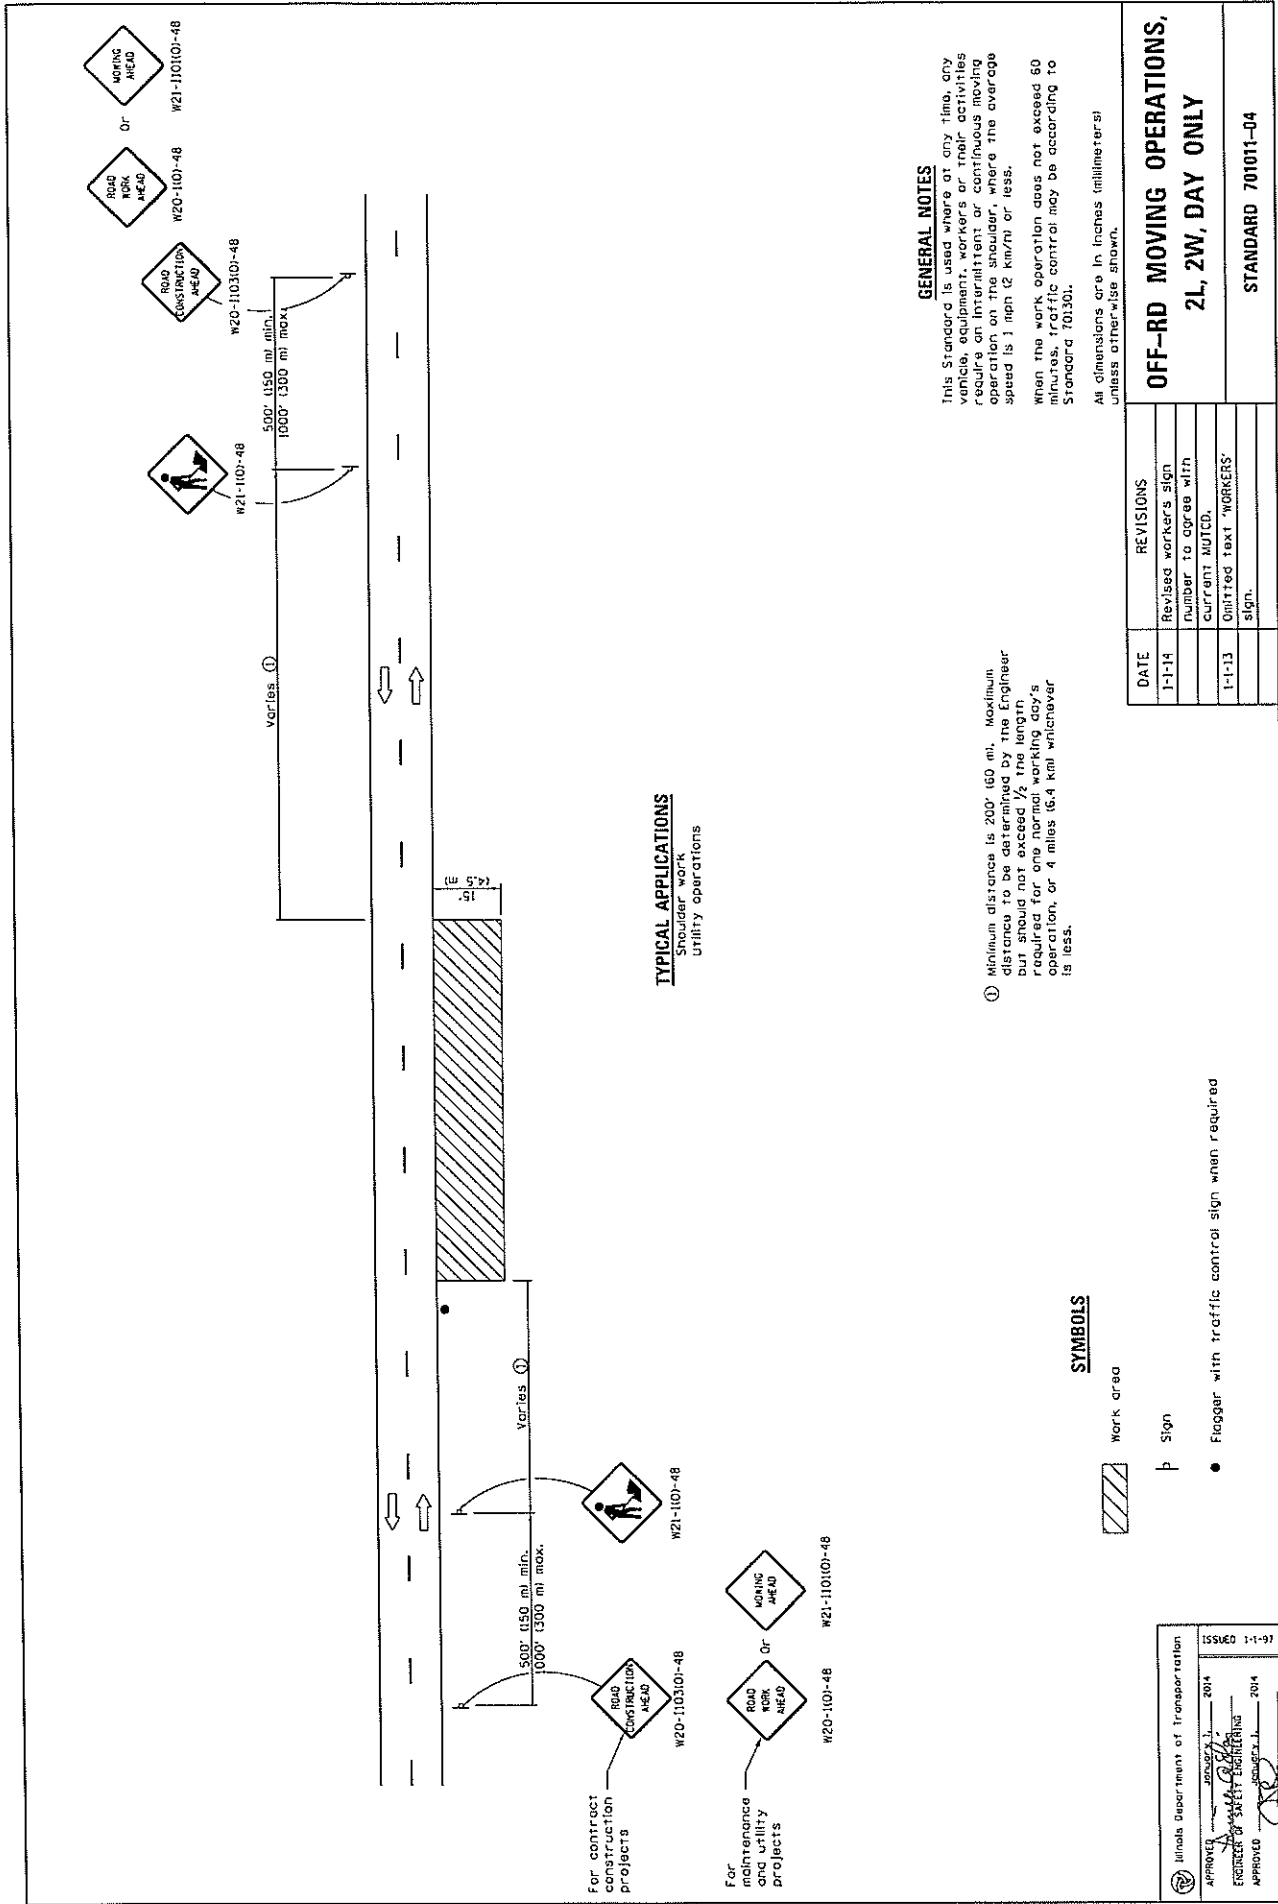 MOWING
AHEAD
W21-I101(O)-48
Or
ROAD
WORK
AHEAD
W20-1(O)-48
ROAD
CONSTRUCTION
AHEAD
W20-I103(O)-48
500' (150 m) min.
1000' (300 m) max.
W21-1(O)-48
Varies ①
15'
(4.5 m)
Varies ①
W21-1(O)-48
500' (150 m) min.
1000' (300 m) max.
For contract
construction
projects
ROAD
CONSTRUCTION
AHEAD
W20-I103(O)-48
For
maintenance
and utility
projects
ROAD
WORK
AHEAD
W20-1(O)-48
Or
MOWING
AHEAD
W21-I101(O)-48
TYPICAL APPLICATIONS
Shoulder work
Utility operations
SYMBOLS
Work area
Sign
Flagger with traffic control sign when required
① Minimum distance is 200' (60 m). Maximum
distance to be determined by the Engineer
but should not exceed ½ the length
required for one normal working day's
operation, or 4 miles (6.4 km) whichever
is less.
GENERAL NOTES
This Standard is used where at any time, any
vehicle, equipment, workers or their activities
require an intermittent or continuous moving
operation on the shoulder, where the average
speed is 1 mph (2 km/h) or less.
When the work operation does not exceed 60
minutes, traffic control may be according to
Standard 701301.
All dimensions are in inches (millimeters)
unless otherwise shown.
Illinois Department of Transportation
APPROVED January 1, 2014
ENGINEER OF SAFETY ENGINEERING
APPROVED January 1, 2014
ISSUED 1-1-97
DATE REVISIONS
1-1-14 Revised workers sign
number to agree with
current MUTCD.
1-1-13 Omitted text 'WORKERS'
sign.
OFF-RD MOVING OPERATIONS,
2L, 2W, DAY ONLY
STANDARD 701011-04